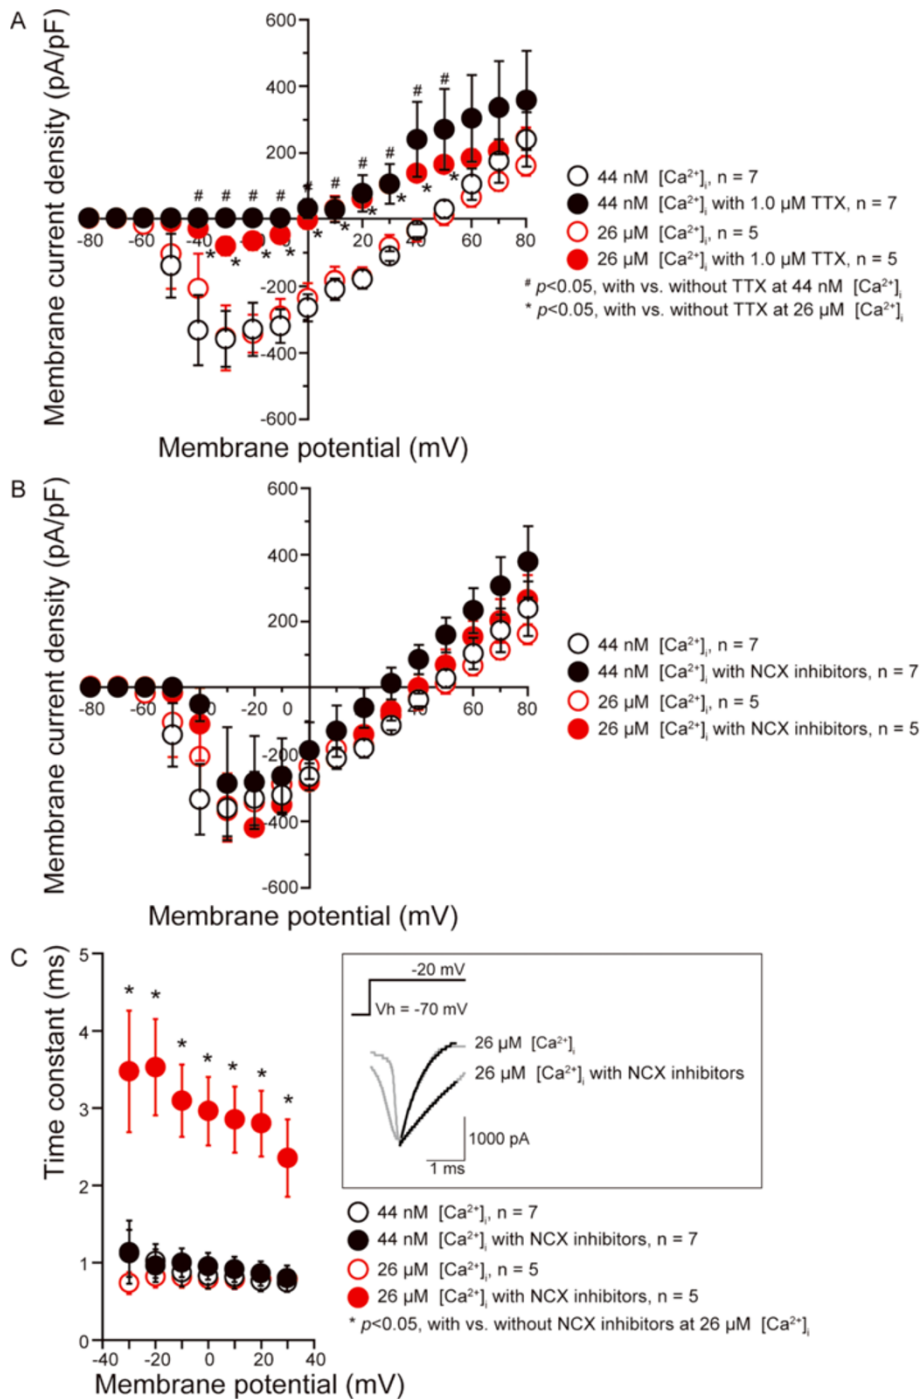 A
Membrane current density (pA/pF)
600
400
200
-80 -60 -40 -20 0 20 40 60 80
-200
-400
-600
# # # # # # # # # #
* * * * * * * * *
Membrane potential (mV)
44 nM [Ca²⁺]ᵢ, n = 7
44 nM [Ca²⁺]ᵢ with 1.0 μM TTX, n = 7
26 μM [Ca²⁺]ᵢ, n = 5
26 μM [Ca²⁺]ᵢ with 1.0 μM TTX, n = 5
# p<0.05, with vs. without TTX at 44 nM [Ca²⁺]ᵢ
* p<0.05, with vs. without TTX at 26 μM [Ca²⁺]ᵢ
B
Membrane current density (pA/pF)
600
400
200
-80 -60 -40 -20 0 20 40 60 80
-200
-400
-600
Membrane potential (mV)
44 nM [Ca²⁺]ᵢ, n = 7
44 nM [Ca²⁺]ᵢ with NCX inhibitors, n = 7
26 μM [Ca²⁺]ᵢ, n = 5
26 μM [Ca²⁺]ᵢ with NCX inhibitors, n = 5
C
Time constant (ms)
5
4
3
2
1
0
* * * * * * *
-40 -20 0 20 40
Membrane potential (mV)
-20 mV
Vh = -70 mV
26 μM [Ca²⁺]ᵢ
26 μM [Ca²⁺]ᵢ with NCX inhibitors
1000 pA
1 ms
44 nM [Ca²⁺]ᵢ, n = 7
44 nM [Ca²⁺]ᵢ with NCX inhibitors, n = 7
26 μM [Ca²⁺]ᵢ, n = 5
26 μM [Ca²⁺]ᵢ with NCX inhibitors, n = 5
* p<0.05, with vs. without NCX inhibitors at 26 μM [Ca²⁺]ᵢ